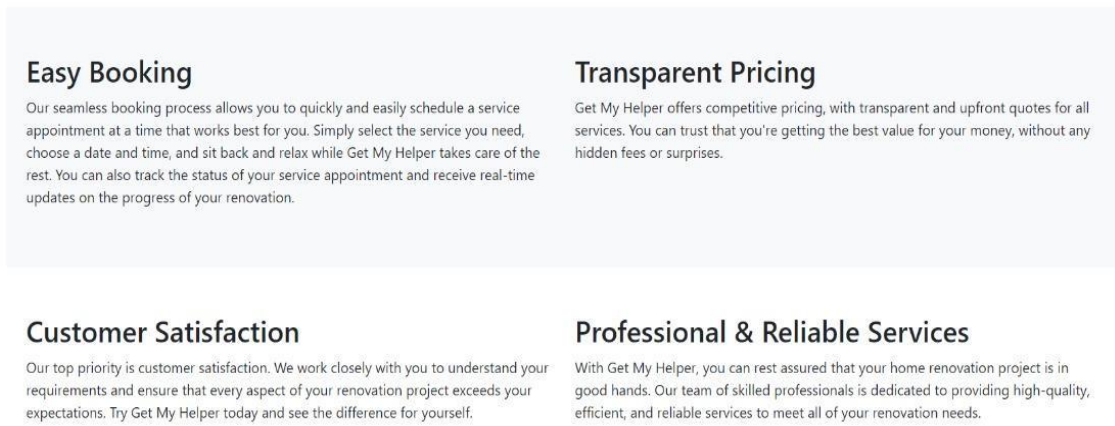 Easy Booking
Our seamless booking process allows you to quickly and easily schedule a service
appointment at a time that works best for you. Simply select the service you need,
choose a date and time, and sit back and relax while Get My Helper takes care of the
rest. You can also track the status of your service appointment and receive real-time
updates on the progress of your renovation.
Transparent Pricing
Get My Helper offers competitive pricing, with transparent and upfront quotes for all
services. You can trust that you're getting the best value for your money, without any
hidden fees or surprises.
Customer Satisfaction
Our top priority is customer satisfaction. We work closely with you to understand your
requirements and ensure that every aspect of your renovation project exceeds your
expectations. Try Get My Helper today and see the difference for yourself.
Professional & Reliable Services
With Get My Helper, you can rest assured that your home renovation project is in
good hands. Our team of skilled professionals is dedicated to providing high-quality,
efficient, and reliable services to meet all of your renovation needs.